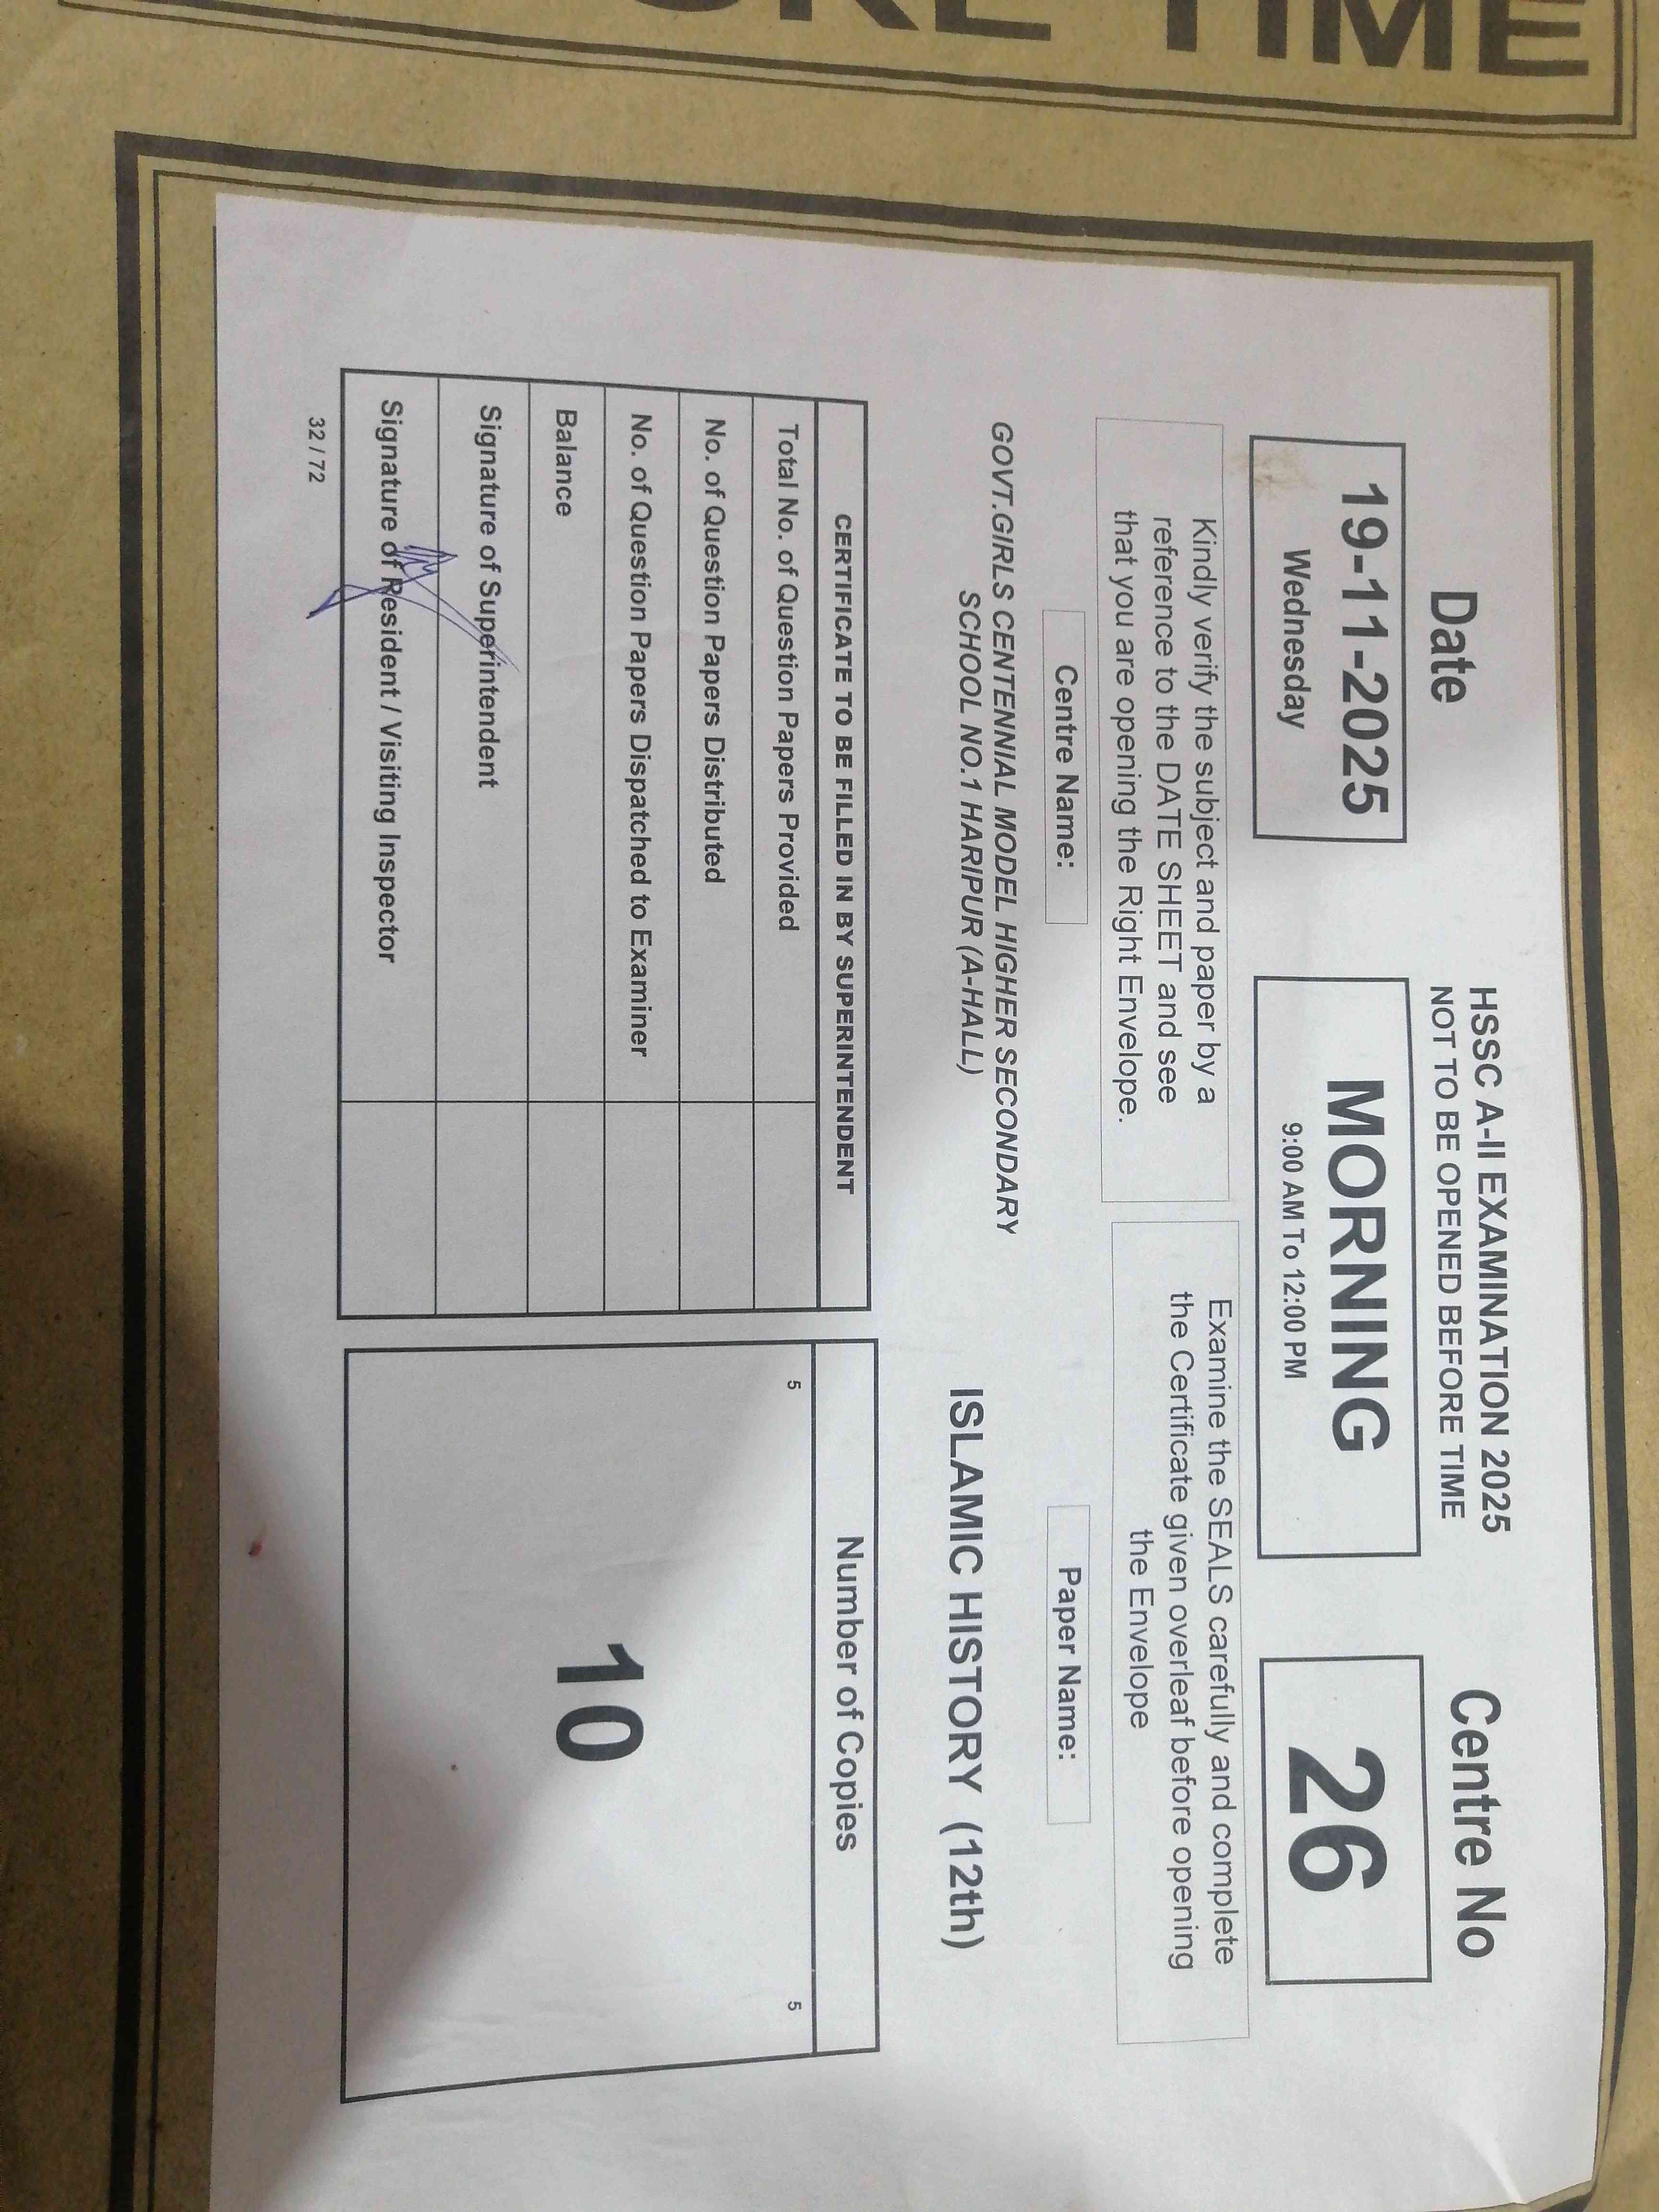 TIME
Date
HSSC A-II EXAMINATION 2025
NOT TO BE OPENED BEFORE TIME
Centre No
19-11-2025
Wednesday
MORNING
9:00 AM To 12:00 PM
26
Kindly verify the subject and paper by a
reference to the DATE SHEET and see
that you are opening the Right Envelope.
Examine the SEALS carefully and complete
the Certificate given overleaf before opening
the Envelope
Centre Name:
Paper Name:
GOVT.GIRLS CENTENNIAL MODEL HIGHER SECONDARY
SCHOOL NO.1 HARIPUR (A-HALL)
ISLAMIC HISTORY (12th)
CERTIFICATE TO BE FILLED IN BY SUPERINTENDENT
Total No. of Question Papers Provided
No. of Question Papers Distributed
No. of Question Papers Dispatched to Examiner
Balance
Signature of Superintendent
Signature of Resident / Visiting Inspector
Number of Copies
5 5
10
32 / 72